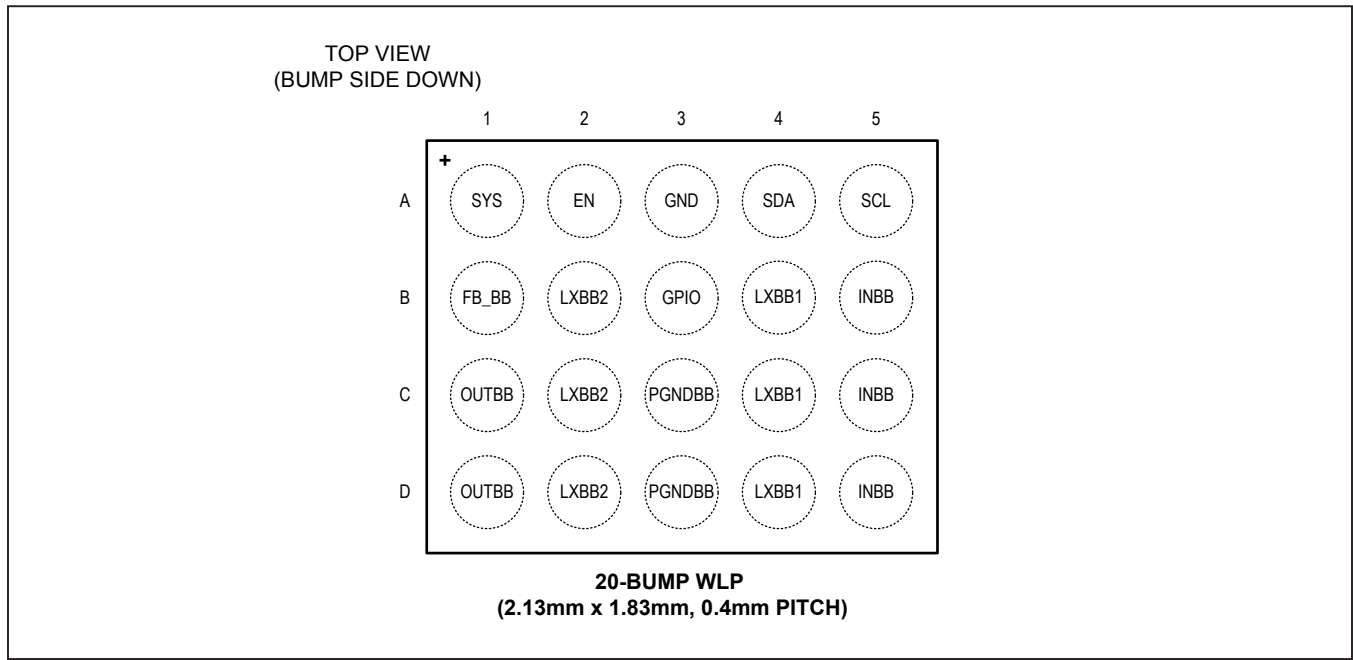 TOP VIEW
(BUMP SIDE DOWN)
1 2 3 4 5
+
A SYS EN GND SDA SCL
B FB_BB LXBB2 GPIO LXBB1 INBB
C OUTBB LXBB2 PGNDBB LXBB1 INBB
D OUTBB LXBB2 PGNDBB LXBB1 INBB
20-BUMP WLP
(2.13mm x 1.83mm, 0.4mm PITCH)